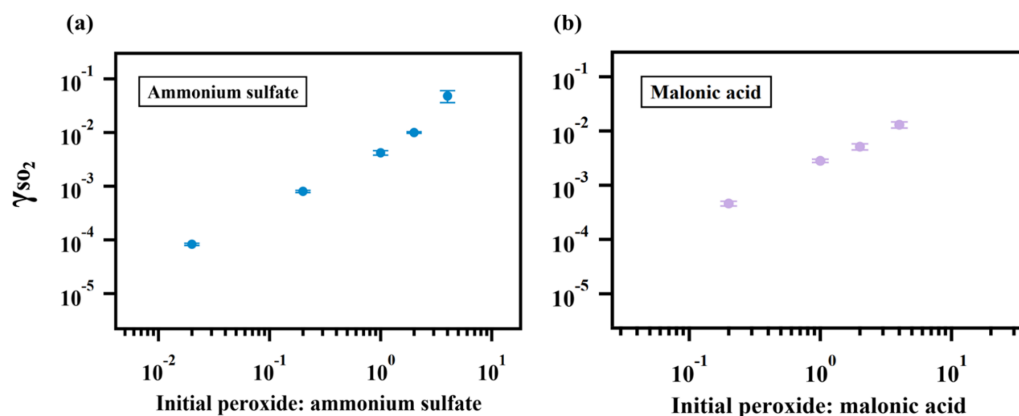 (a)
Ammonium sulfate
γSO₂
10⁻¹
10⁻²
10⁻³
10⁻⁴
10⁻⁵
10⁻² 10⁻¹ 10⁰ 10¹
Initial peroxide: ammonium sulfate
(b)
Malonic acid
10⁻¹
10⁻²
10⁻³
10⁻⁴
10⁻⁵
10⁻¹ 10⁰ 10¹
Initial peroxide: malonic acid